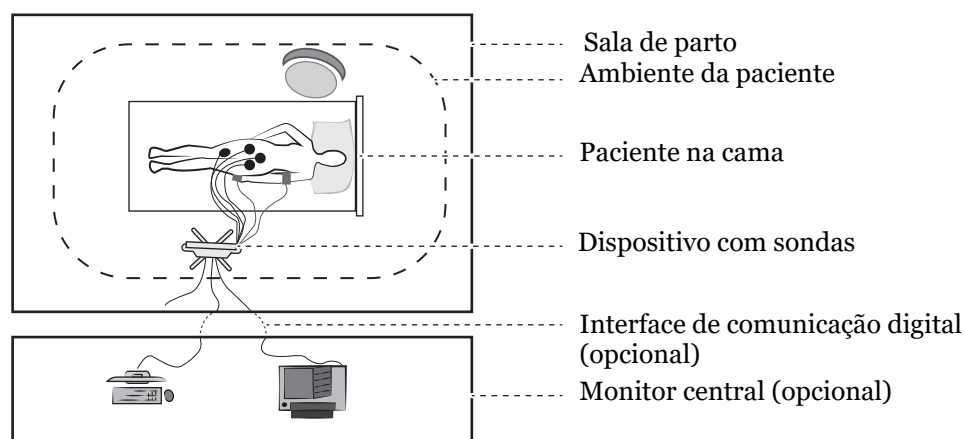 Sala de parto
Ambiente da paciente
Paciente na cama
Dispositivo com sondas
Interface de comunicação digital
(opcional)
Monitor central (opcional)